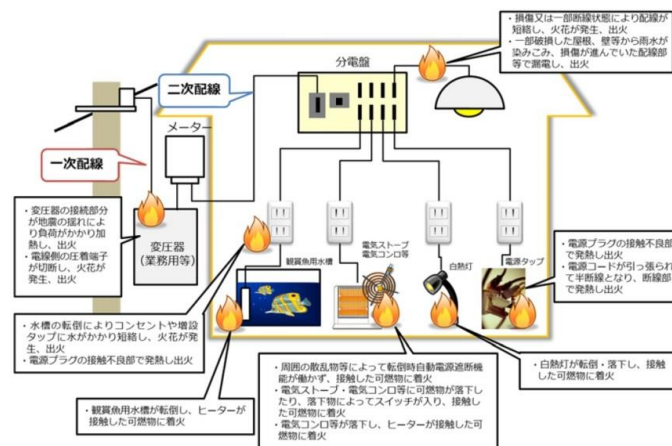 ・損傷又は一部断線状態により配線が
短絡し、火花が発生、出火
・一部破損した屋根、壁等から雨水が
染みこみ、損傷が進んでいた配線部
等で漏電し、出火
分電盤
二次配線
メーター
一次配線
・変圧器の接続部分
が地震の揺れによ
り負荷がかかり加
熱し、出火
・電線側の圧着端子
が切断し、火花が
発生、出火
変圧器
(業務用等)
観賞魚用水槽
電気ストーブ・
電気コンロ等
白熱灯
電源タップ
・電源プラグの接触不良部
で発熱し出火
・電源コードが引っ張られ
て半断線となり、断線部
で発熱し出火
・水槽の転倒によりコンセントや増設
タップに水がかかり短絡し、火花が発
生、出火
・電源プラグの接触不良部で発熱し出火
・観賞魚用水槽が転倒し、ヒーターが
接触した可燃物に着火
・周囲の散乱物等によって転倒時自動電源遮断機
能が働かず、接触した可燃物に着火
・電気ストーブ・電気コンロ等に可燃物が落下し
たり、落下物によってスイッチが入り、接触し
た可燃物に着火
・電気コンロ等が落下し、ヒーターが接触した可
燃物に着火
・白熱灯が転倒・落下し、接触
した可燃物に着火